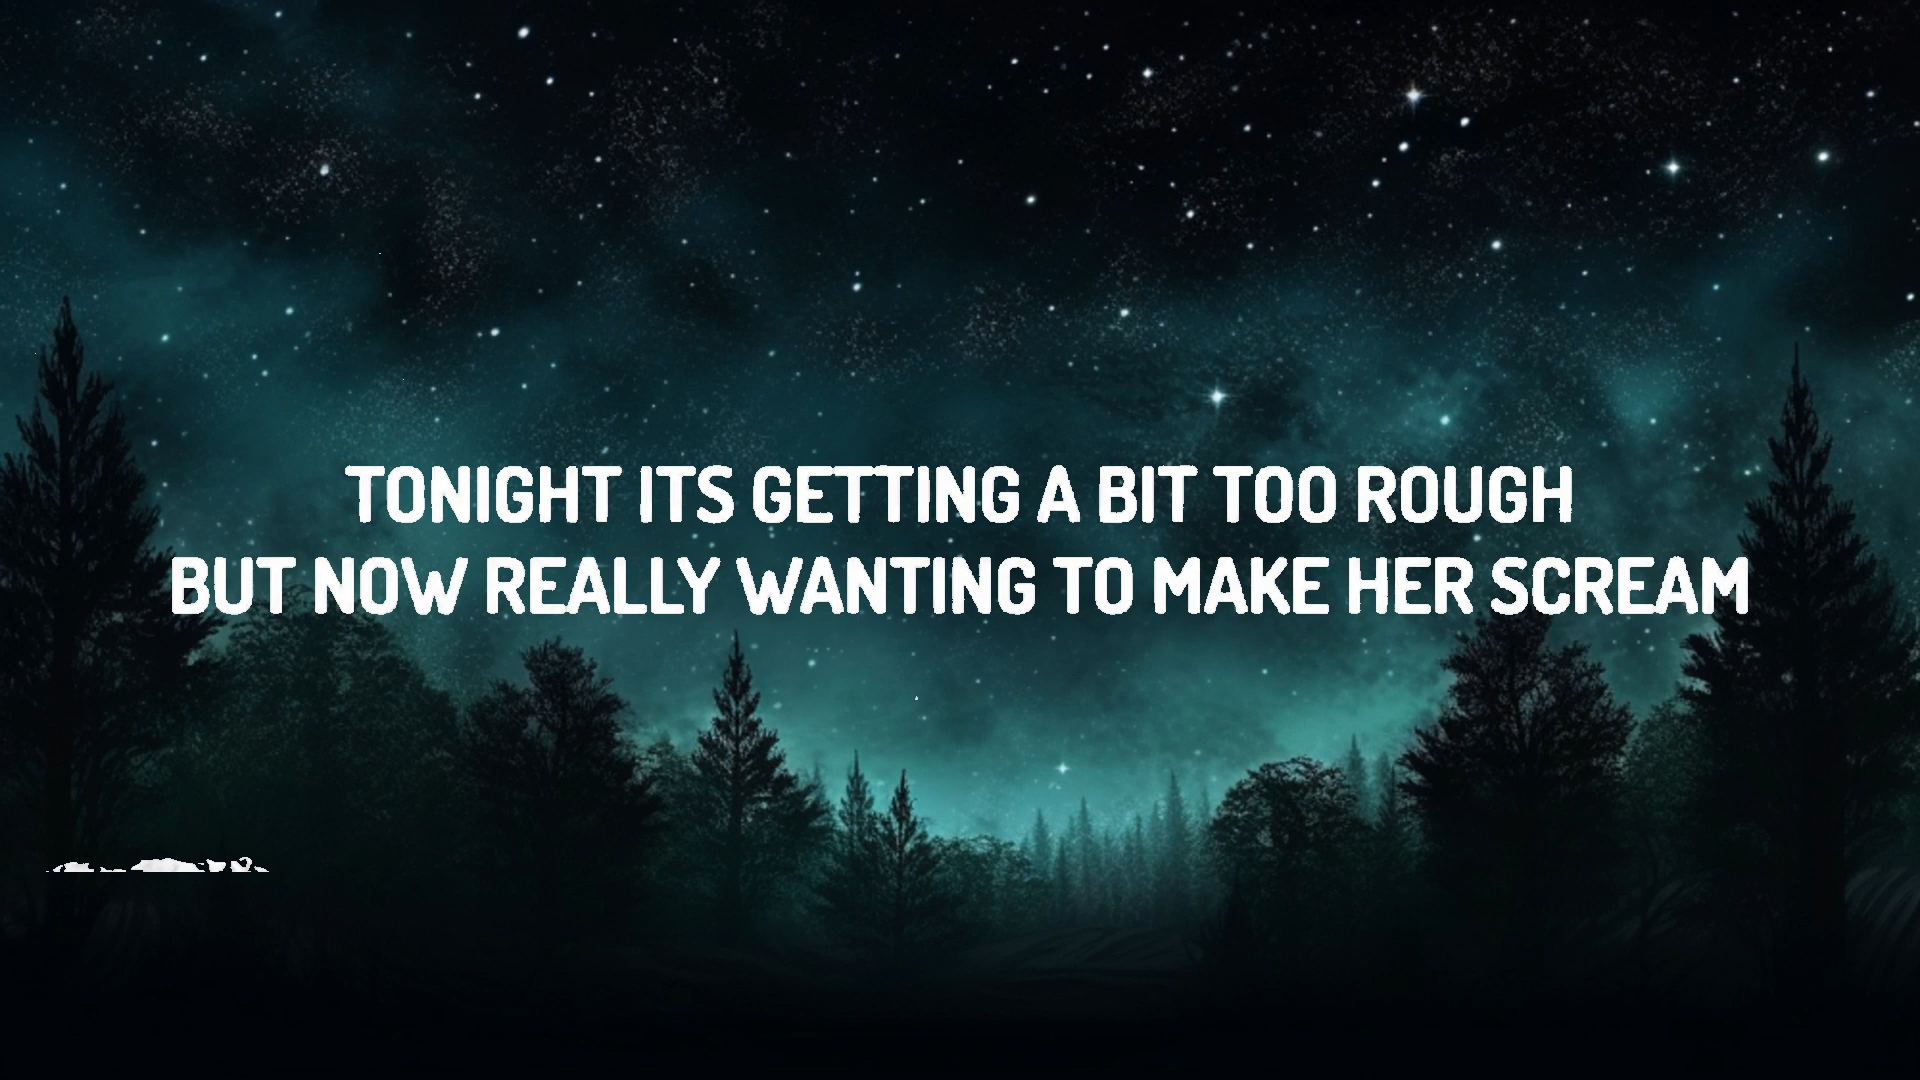 TONIGHT ITS GETTING A BIT TOO ROUGH
BUT NOW REALLY WANTING TO MAKE HER SCREAM